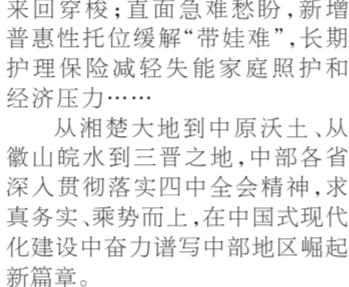 来回穿梭；直面急难愁盼，新增
普惠性托位缓解“带娃难”，长期
护理保险减轻失能家庭照护和
经济压力……
从湘楚大地到中原沃土、从
徽山皖水到三晋之地，中部各省
深入贯彻落实四中全会精神，求
真务实、乘势而上，在中国式现代
化建设中奋力谱写中部地区崛起
新篇章。